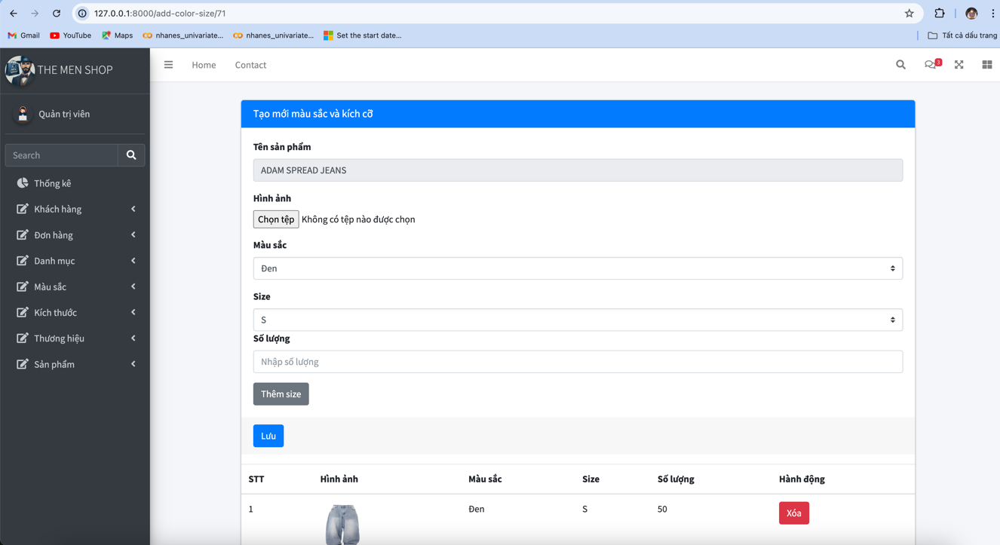 127.0.0.1:8000/add-color-size/71
Gmail
YouTube
Maps
nhanes_univariate...
nhanes_univariate...
Set the start date...
Tất cả dấu trang
THE MEN SHOP
Home
Contact
3
Quản trị viên
Search
Thống kê
Khách hàng
Đơn hàng
Danh mục
Màu sắc
Kích thước
Thương hiệu
Sản phẩm
Tạo mới màu sắc và kích cỡ
Tên sản phẩm
ADAM SPREAD JEANS
Hình ảnh
Chọn tệp Không có tệp nào được chọn
Màu sắc
Đen
Size
S
Số lượng
Nhập số lượng
Thêm size
Lưu
STT Hình ảnh Màu sắc Size Số lượng Hành động
1 Đen S 50 Xóa